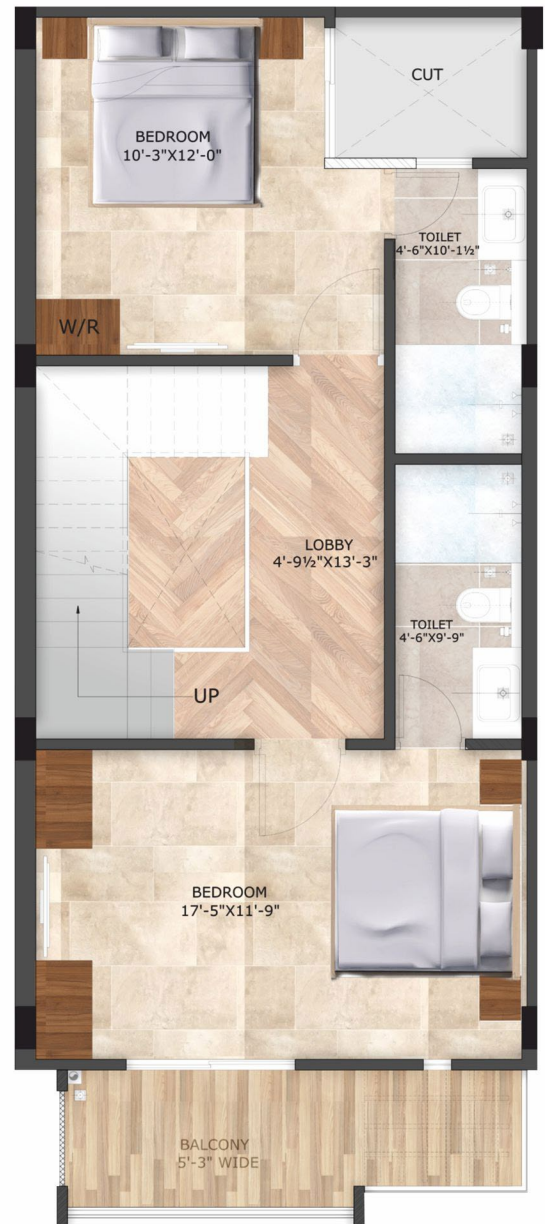 CUT
BEDROOM
10'-3"X12'-0"
TOILET
4'-6"X10'-1½"
W/R
LOBBY
4'-9½"X13'-3"
TOILET
4'-6"X9'-9"
UP
BEDROOM
17'-5"X11'-9"
BALCONY
5'-3" WIDE